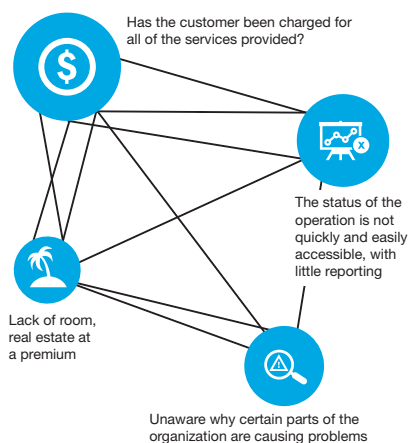 Has the customer been charged for
all of the services provided?
$
x
The status of the
operation is not
quickly and easily
accessible, with
little reporting
Lack of room,
real estate at
a premium
Unaware why certain parts of the
organization are causing problems